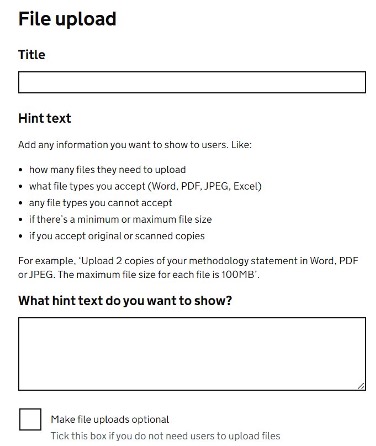 File upload
Title
Hint text
Add any information you want to show to users. Like:
• how many files they need to upload
• what file types you accept (Word, PDF, JPEG, Excel)
• any file types you cannot accept
• if there's a minimum or maximum file size
• if you accept original or scanned copies
For example, 'Upload 2 copies of your methodology statement in Word, PDF
or JPEG. The maximum file size for each file is 100MB'.
What hint text do you want to show?
Make file uploads optional
Tick this box if you do not need users to upload files